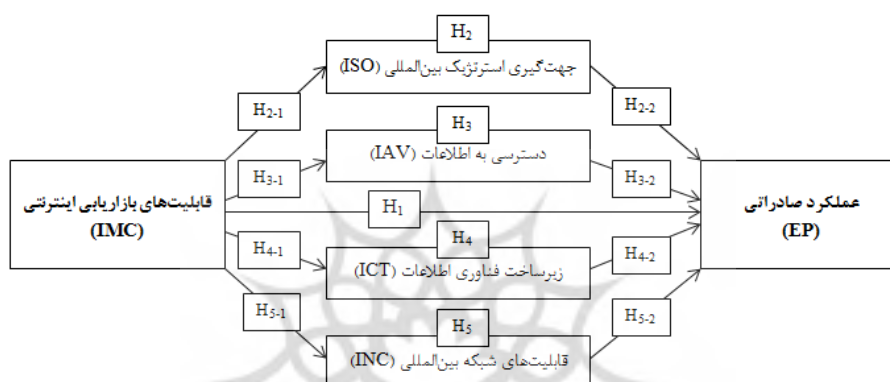 H2
جهت‌گیری استرتژیک بین‌المللی (ISO)
H2-1
H2-2
H3
دسترسی به اطلاعات (IAV)
H3-1
H3-2
قابلیت‌های بازاریابی اینترنتی
(IMC)
H1
عملکرد صادراتی
(EP)
H4
زیرساخت فناوری اطلاعات (ICT)
H4-1
H4-2
H5-1
H5-2
H5
قابلیت‌های شبکه بین‌المللی (INC)